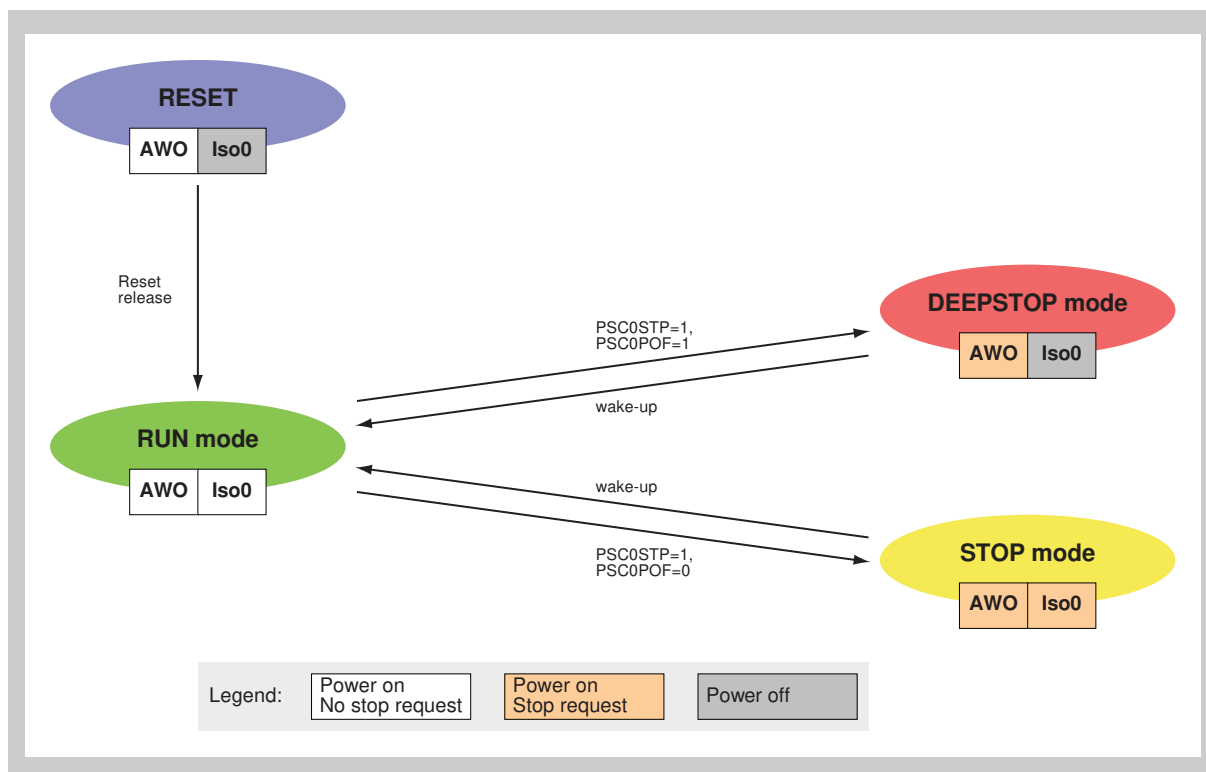 RESET
AWO Iso0
Reset
release
PSC0STP=1,
PSC0POF=1
DEEPSTOP mode
AWO Iso0
wake-up
RUN mode
AWO Iso0
wake-up
PSC0STP=1,
PSC0POF=0
STOP mode
AWO Iso0
Legend:
Power on
No stop request
Power on
Stop request
Power off